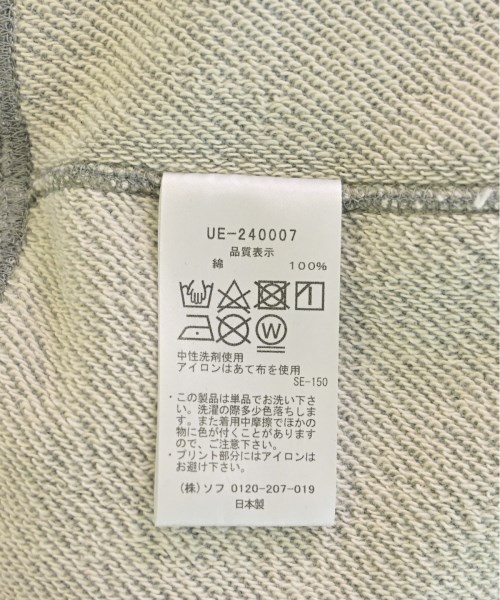 UE-240007
品質表示
綿 100%
中性洗剤使用
アイロンはあて布を使用
SE-150
・この製品は単品でお洗い下さ
い。洗濯の際多少色落ちしま
す。また着用中摩擦でほかの
物に色が付くことがあります
ので、ご注意下さい。
・プリント部分にはアイロンは
お避け下さい。
(株)ソフ 0120-207-019
日本製